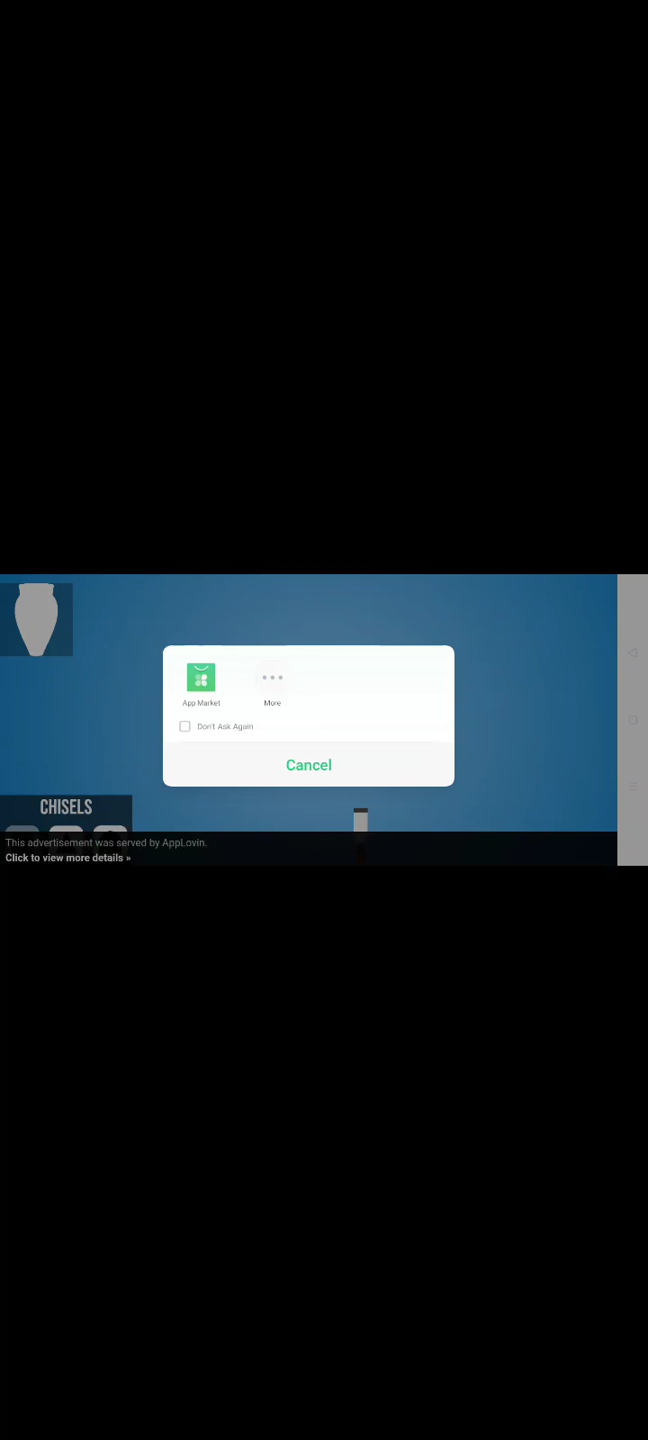 App Market
More
Don't Ask Again
Cancel
CHISELS
This advertisement was served by AppLovin.
Click to view more details »